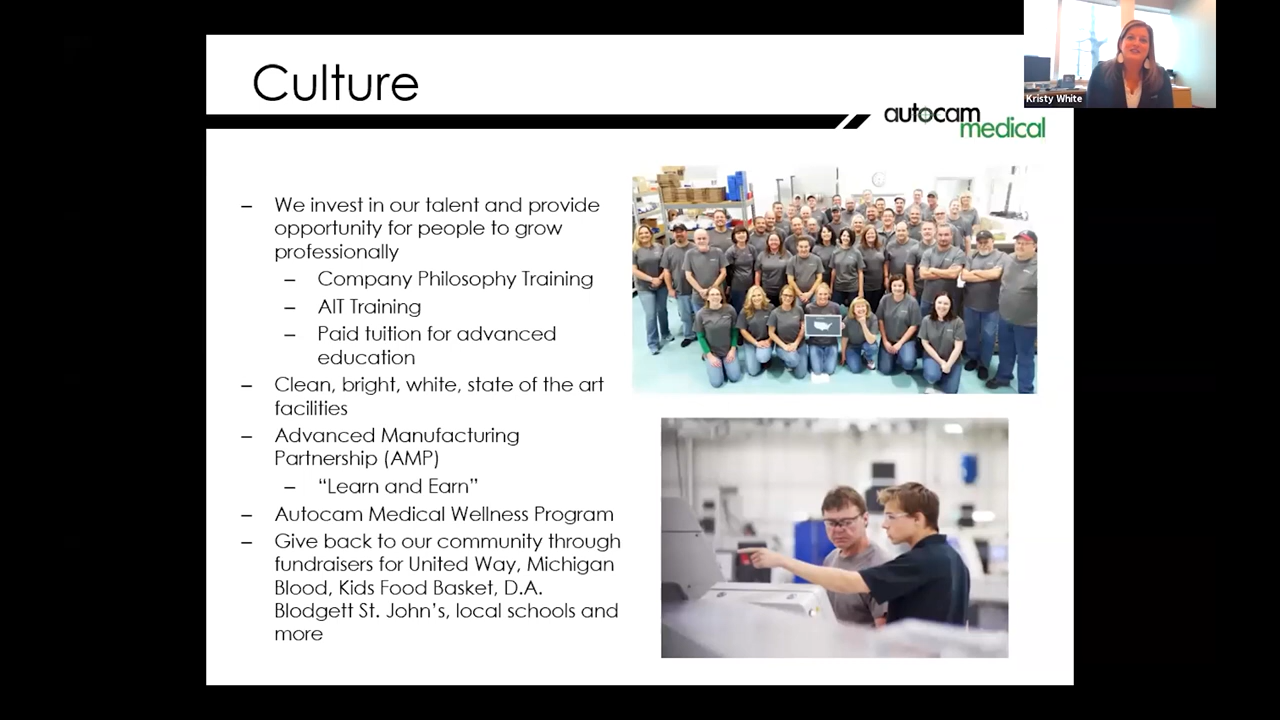 Culture
Kristy White
autocam
medical
– We invest in our talent and provide
opportunity for people to grow
professionally
– Company Philosophy Training
– AIT Training
– Paid tuition for advanced
education
– Clean, bright, white, state of the art
facilities
– Advanced Manufacturing
Partnership (AMP)
– “Learn and Earn”
– Autocam Medical Wellness Program
– Give back to our community through
fundraisers for United Way, Michigan
Blood, Kids Food Basket, D.A.
Blodgett St. John’s, local schools and
more